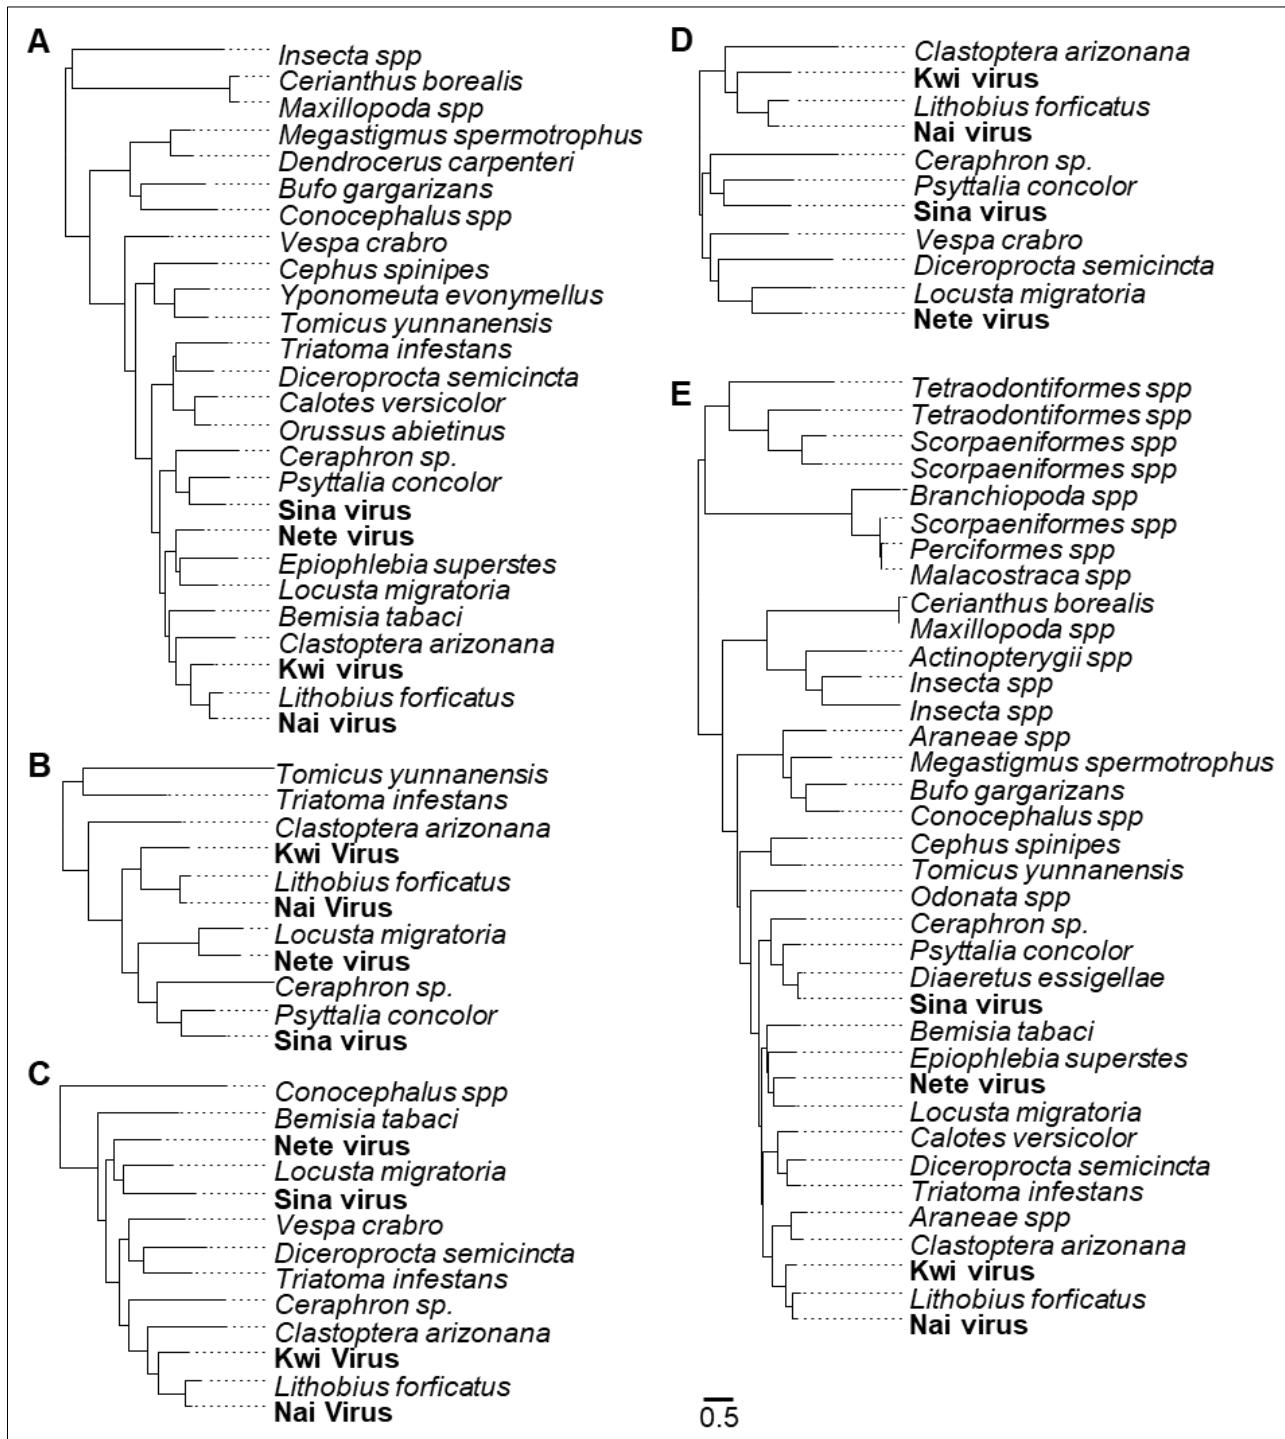 A
Insecta spp
Cerianthus borealis
Maxillopoda spp
Megastigmus spermotrophus
Dendrocerus carpenteri
Bufo gargarizans
Conocephalus spp
Vespa crabro
Cephus spinipes
Yponomeuta evonymellus
Tomicus yunnanensis
Triatoma infestans
Diceroprocta semicincta
Calotes versicolor
Orussus abietinus
Ceraphron sp.
Psyttalia concolor
Sina virus
Nete virus
Epiophlebia superstes
Locusta migratoria
Bemisia tabaci
Clastoptera arizonana
Kwi virus
Lithobius forficatus
Nai virus
B
Tomicus yunnanensis
Triatoma infestans
Clastoptera arizonana
Kwi Virus
Lithobius forficatus
Nai Virus
Locusta migratoria
Nete virus
Ceraphron sp.
Psyttalia concolor
Sina virus
C
Conocephalus spp
Bemisia tabaci
Nete virus
Locusta migratoria
Sina virus
Vespa crabro
Diceroprocta semicincta
Triatoma infestans
Ceraphron sp.
Clastoptera arizonana
Kwi Virus
Lithobius forficatus
Nai Virus
D
Clastoptera arizonana
Kwi virus
Lithobius forficatus
Nai virus
Ceraphron sp.
Psyttalia concolor
Sina virus
Vespa crabro
Diceroprocta semicincta
Locusta migratoria
Nete virus
E
Tetraodontiformes spp
Tetraodontiformes spp
Scorpaeniformes spp
Scorpaeniformes spp
Branchiopoda spp
Scorpaeniformes spp
Perciformes spp
Malacostraca spp
Cerianthus borealis
Maxillopoda spp
Actinopterygii spp
Insecta spp
Insecta spp
Araneae spp
Megastigmus spermotrophus
Bufo gargarizans
Conocephalus spp
Cephus spinipes
Tomicus yunnanensis
Odonata spp
Ceraphron sp.
Psyttalia concolor
Diaeretus essigellae
Sina virus
Bemisia tabaci
Epiophlebia superstes
Nete virus
Locusta migratoria
Calotes versicolor
Diceroprocta semicincta
Triatoma infestans
Araneae spp
Clastoptera arizonana
Kwi virus
Lithobius forficatus
Nai virus
0.5